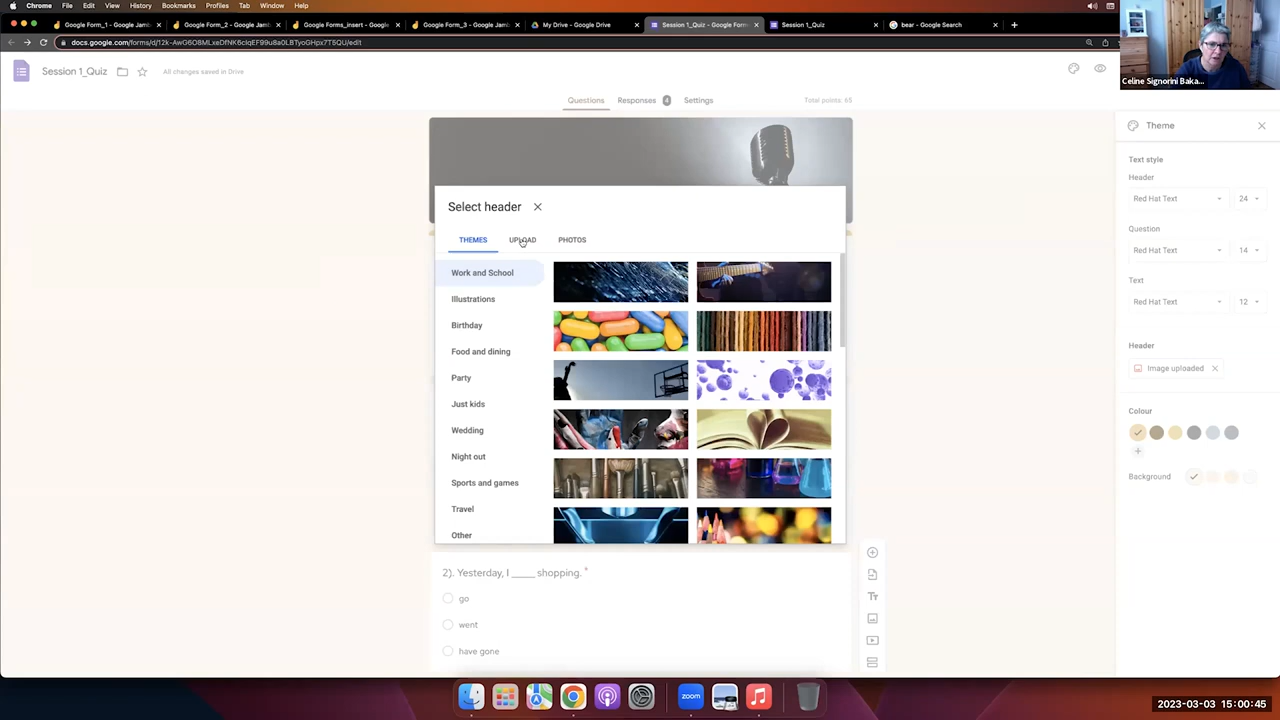 Chrome File Edit View History Bookmarks Profiles Tab Window Help
Google Form_1 - Google Jamb
Google Form_2 - Google Jamb
Google Forms_insert - Google
Google Form_3 - Google Jamb
My Drive - Google Drive
Session 1_Quiz - Google Form
Session 1_Quiz
bear - Google Search
Session 1_Quiz
All changes saved in Drive
Questions
Responses 4
Settings
Total points: 65
Celine Signorini Baka...
Theme
Text style
Header
Red Hat Text 24
Question
Red Hat Text 14
Text
Red Hat Text 12
Header
Image uploaded
Colour
Background
Select header
THEMES
UPLOAD
PHOTOS
Work and School
Illustrations
Birthday
Food and dining
Party
Just kids
Wedding
Night out
Sports and games
Travel
Other
2). Yesterday, I _____ shopping. *
go
went
have gone
Tт
zoom
2023-03-03 15:00:45